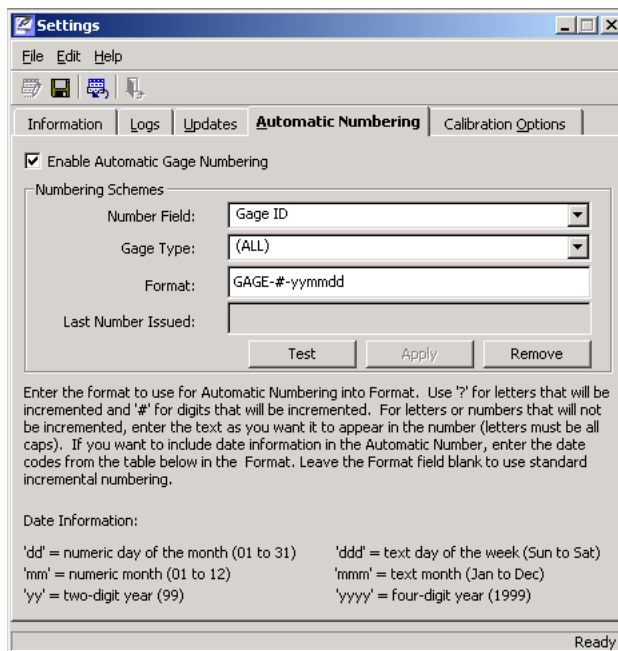 Settings
File Edit Help
Information Logs Updates Automatic Numbering Calibration Options
Enable Automatic Gage Numbering
Numbering Schemes
Number Field: Gage ID
Gage Type: (ALL)
Format: GAGE-#-yymmdd
Last Number Issued:
Test Apply Remove
Enter the format to use for Automatic Numbering into Format. Use '?' for letters that will be
incremented and '#' for digits that will be incremented. For letters or numbers that will not
be incremented, enter the text as you want it to appear in the number (letters must be all
caps). If you want to include date information in the Automatic Number, enter the date
codes from the table below in the Format. Leave the Format field blank to use standard
incremental numbering.
Date Information:
'dd' = numeric day of the month (01 to 31) 'ddd' = text day of the week (Sun to Sat)
'mm' = numeric month (01 to 12) 'mmm' = text month (Jan to Dec)
'yy' = two-digit year (99) 'yyyy' = four-digit year (1999)
Ready